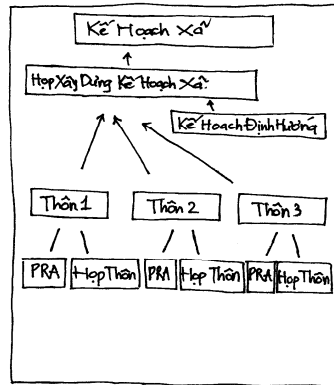 Kế Hoạch Xã
Họp Xây Dựng Kế Hoạch Xã
Kế Hoạch Định Hướng
Thôn 1
Thôn 2
Thôn 3
PRA
Họp Thôn
PRA
Họp Thôn
PRA
Họp Thôn